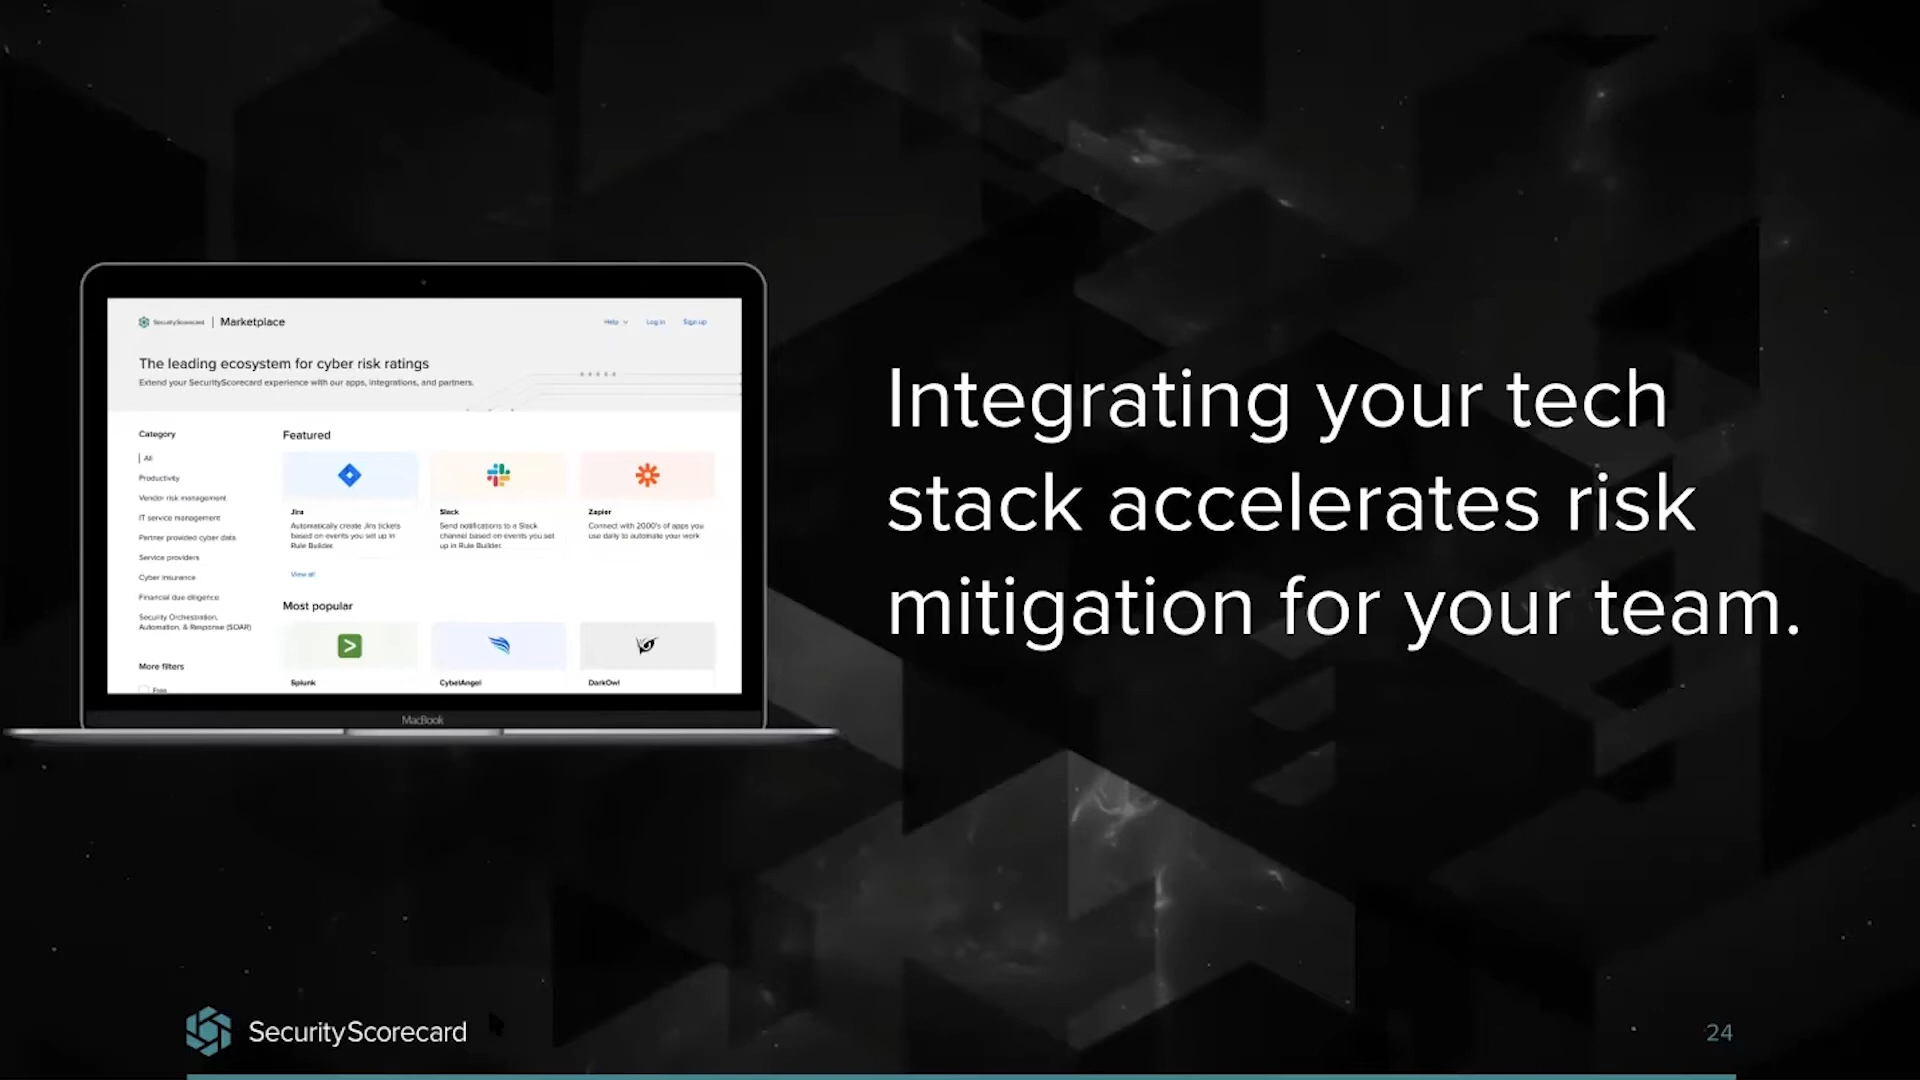 SecurityScorecard | Marketplace
Help
Log in
Sign up
The leading ecosystem for cyber risk ratings
Extend your SecurityScorecard experience with our apps, integrations, and partners.
Category
All
Productivity
Vendor risk management
IT service management
Partner provided cyber data
Service providers
Cyber insurance
Financial due diligence
Security Orchestration,
Automation, & Response (SOAR)
More filters
Free
Featured
Jira
Automatically create Jira tickets
based on events you set up in
Rule Builder.
Slack
Send notifications to a Slack
channel based on events you set
up in Rule Builder.
Zapier
Connect with 2000's of apps you
use daily to automate your work
View all
Most popular
Splunk
CybelAngel
DarkOwl
MacBook
Integrating your tech
stack accelerates risk
mitigation for your team.
SecurityScorecard
24